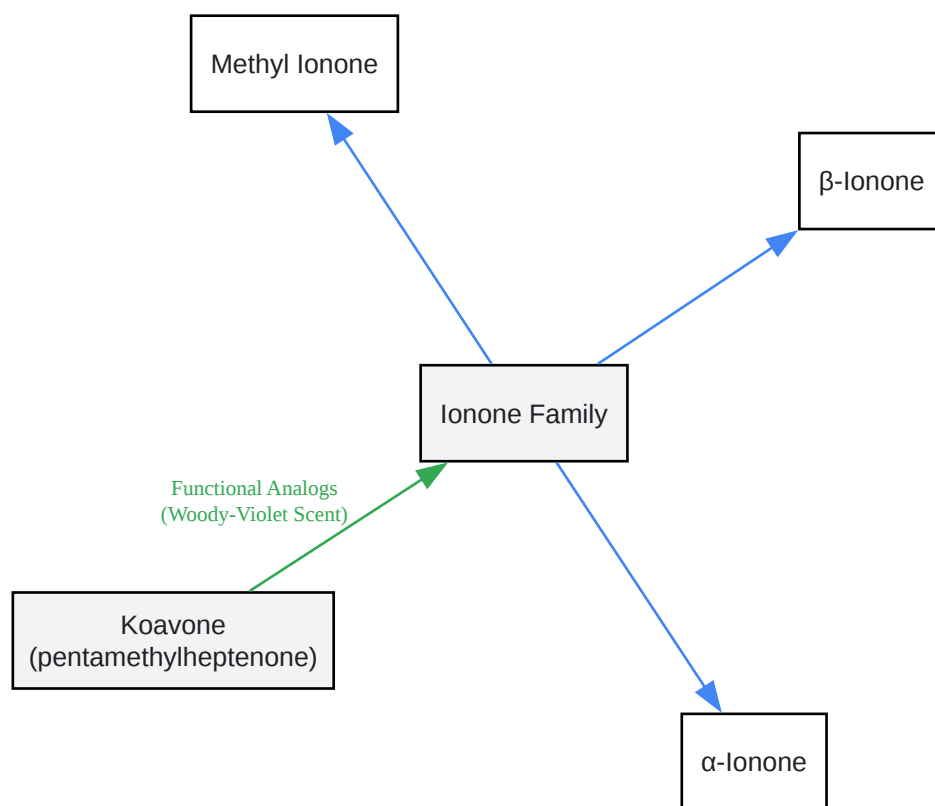 Methyl Ionone
β-Ionone
Ionone Family
Functional Analogs
(Woody-Violet Scent)
Koavone
(pentamethylheptenone)
α-Ionone